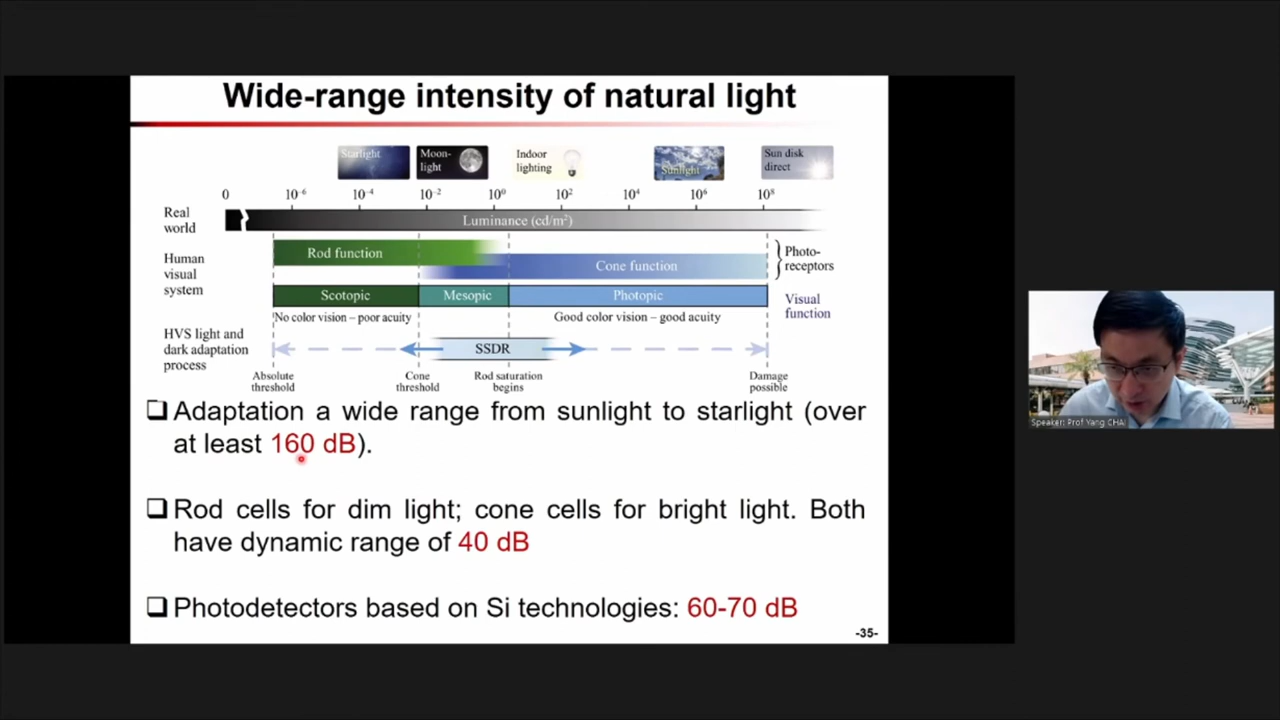 Wide-range intensity of natural light
Starlight
Moon-
light
Indoor
lighting
Sunlight
Sun disk
direct
0 10⁻⁶ 10⁻⁴ 10⁻² 10⁰ 10² 10⁴ 10⁶ 10⁸
Real
world
Luminance (cd/m²)
Human
visual
system
Rod function
Cone function
Photo-
receptors
Scotopic Mesopic Photopic
Visual
function
No color vision – poor acuity Good color vision – good acuity
HVS light and
dark adaptation
process
SSDR
Absolute
threshold
Cone
threshold
Rod saturation
begins
Damage
possible
❑ Adaptation a wide range from sunlight to starlight (over
at least 160 dB).
❑ Rod cells for dim light; cone cells for bright light. Both
have dynamic range of 40 dB
❑ Photodetectors based on Si technologies: 60-70 dB
-35-
Speaker: Prof Yang CHAI